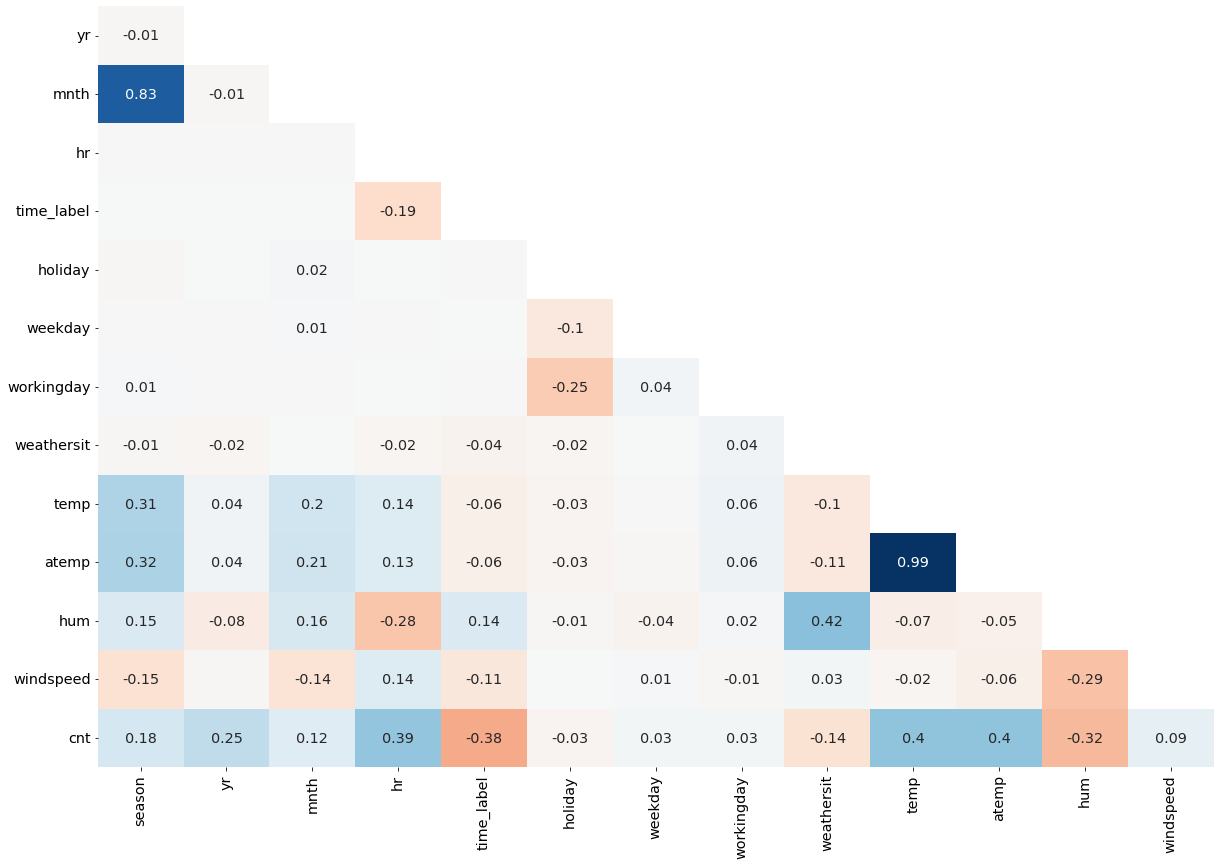 yr -0.01
mnth 0.83 -0.01
hr
time_label -0.19
holiday 0.02
weekday 0.01 -0.1
workingday 0.01 -0.25 0.04
weathersit -0.01 -0.02 -0.02 -0.04 -0.02 0.04
temp 0.31 0.04 0.2 0.14 -0.06 -0.03 0.06 -0.1
atemp 0.32 0.04 0.21 0.13 -0.06 -0.03 0.06 -0.11 0.99
hum 0.15 -0.08 0.16 -0.28 0.14 -0.01 -0.04 0.02 0.42 -0.07 -0.05
windspeed -0.15 -0.14 0.14 -0.11 0.01 -0.01 0.03 -0.02 -0.06 -0.29
cnt 0.18 0.25 0.12 0.39 -0.38 -0.03 0.03 0.03 -0.14 0.4 0.4 -0.32 0.09
season yr mnth hr time_label holiday weekday workingday weathersit temp atemp hum windspeed